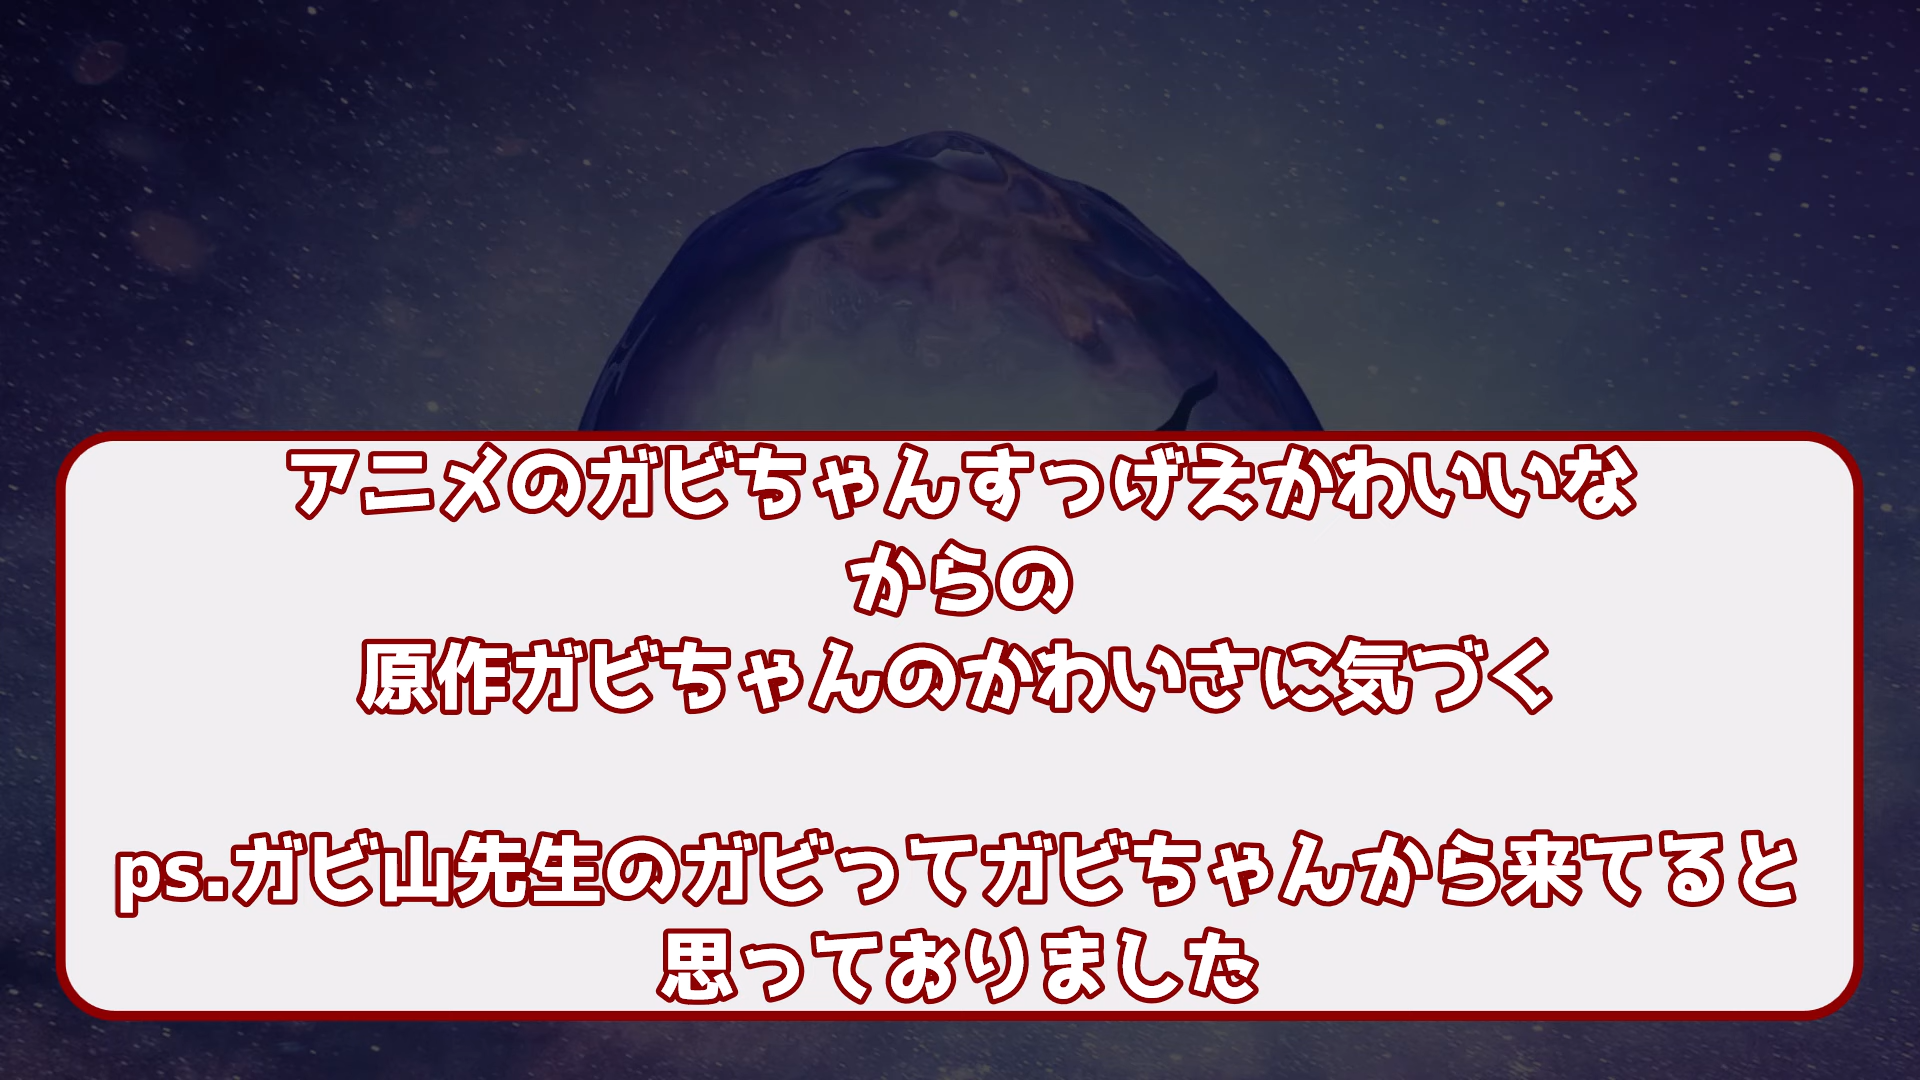 アニメのガビちゃんすっげえかわいいな
からの
原作ガビちゃんのかわいさに気づく
ps.ガビ山先生のガビってガビちゃんから来てると
思っておりました